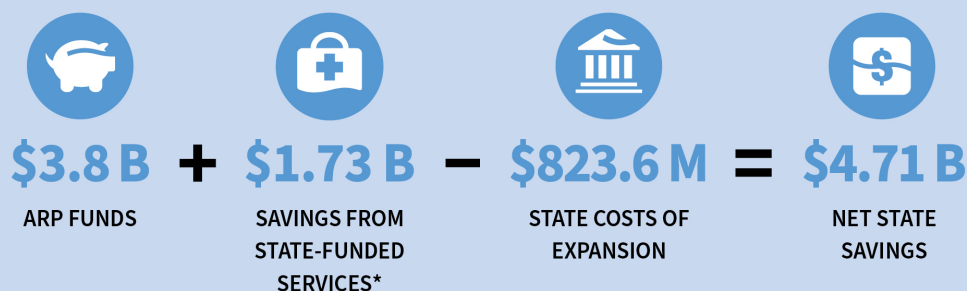 $3.8 B + $1.73 B – $823.6 M = $4.71 B
ARP FUNDS
SAVINGS FROM
STATE-FUNDED
SERVICES*
STATE COSTS OF
EXPANSION
NET STATE
SAVINGS